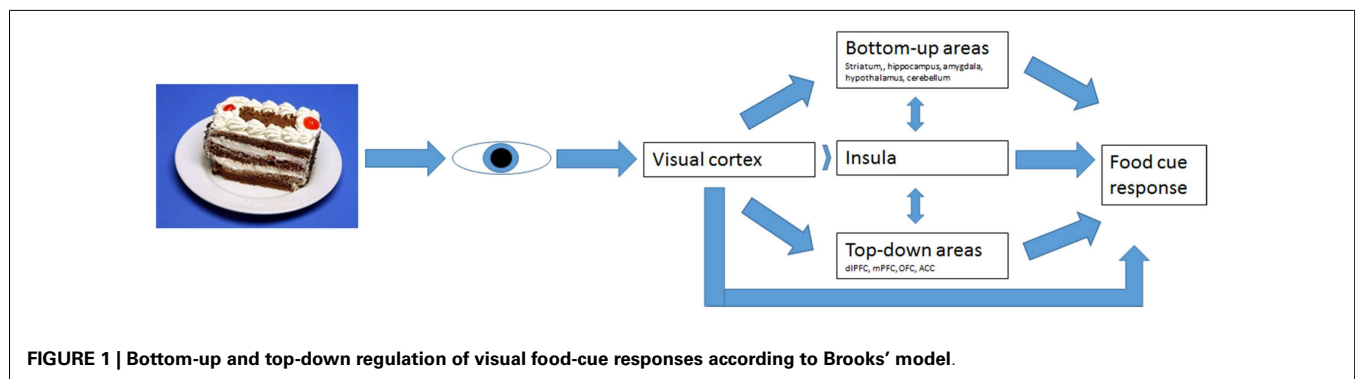 Bottom-up areas
Striatum,, hippocampus, amygdala,
hypothalamus, cerebellum
Visual cortex
Insula
Food cue
response
Top-down areas
dlPFC, mPFC, OFC, ACC
FIGURE 1 | Bottom-up and top-down regulation of visual food-cue responses according to Brooks’ model.